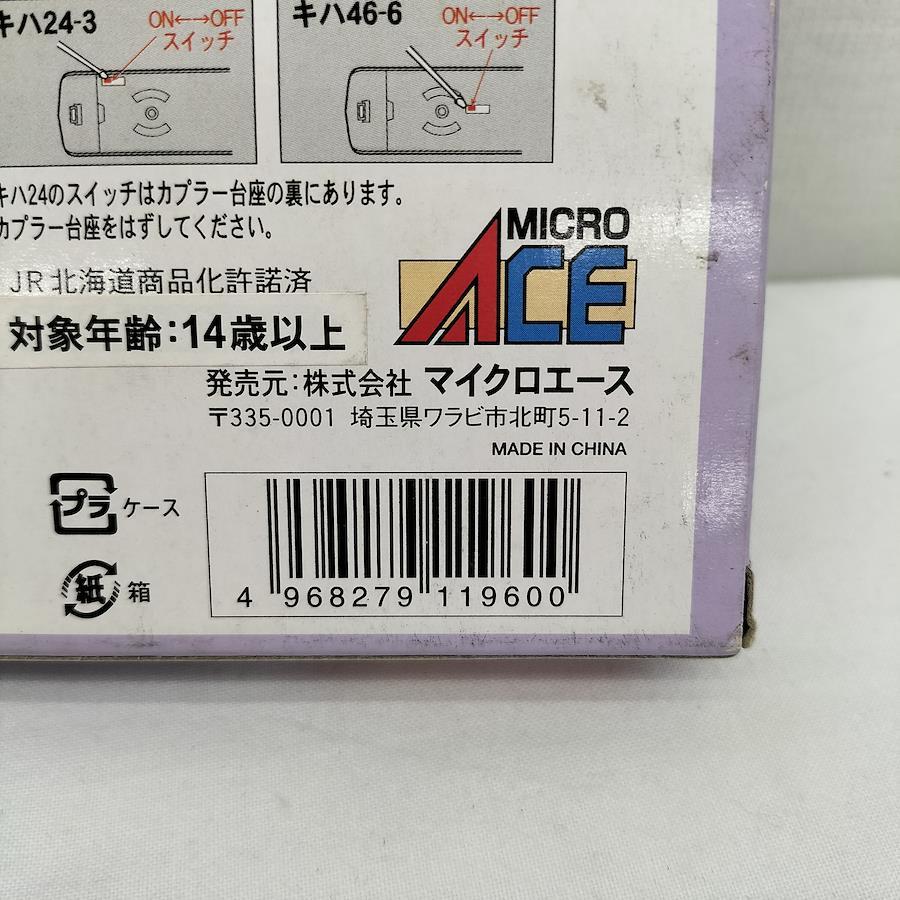 キハ24-3
ON←→OFF
スイッチ
キハ46-6
ON←→OFF
スイッチ
キハ24のスイッチはカプラー台座の裏にあります。
カプラー台座をはずしてください。
JR北海道商品化許諾済
対象年齢:14歳以上
MICRO
ACE
発売元:株式会社 マイクロエース
〒335-0001 埼玉県ワラビ市北町5-11-2
MADE IN CHINA
プラ ケース
紙 箱
4 968279 119600